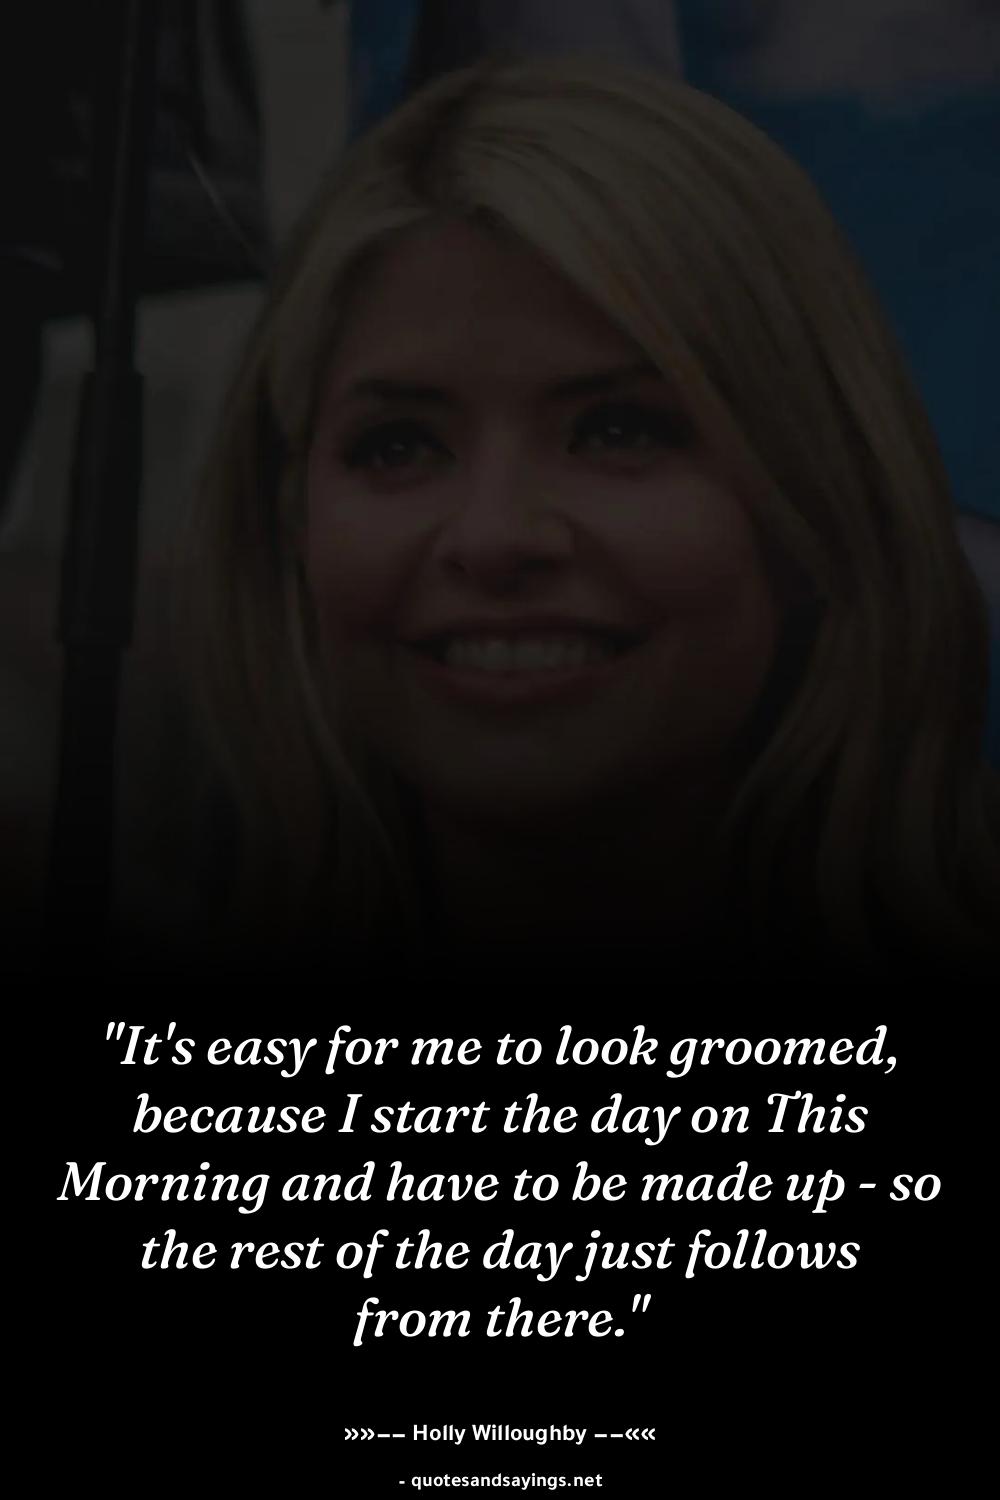 "It's easy for me to look groomed,
because I start the day on This
Morning and have to be made up - so
the rest of the day just follows
from there."
»»–– Holly Willoughby ––««
- quotesandsayings.net